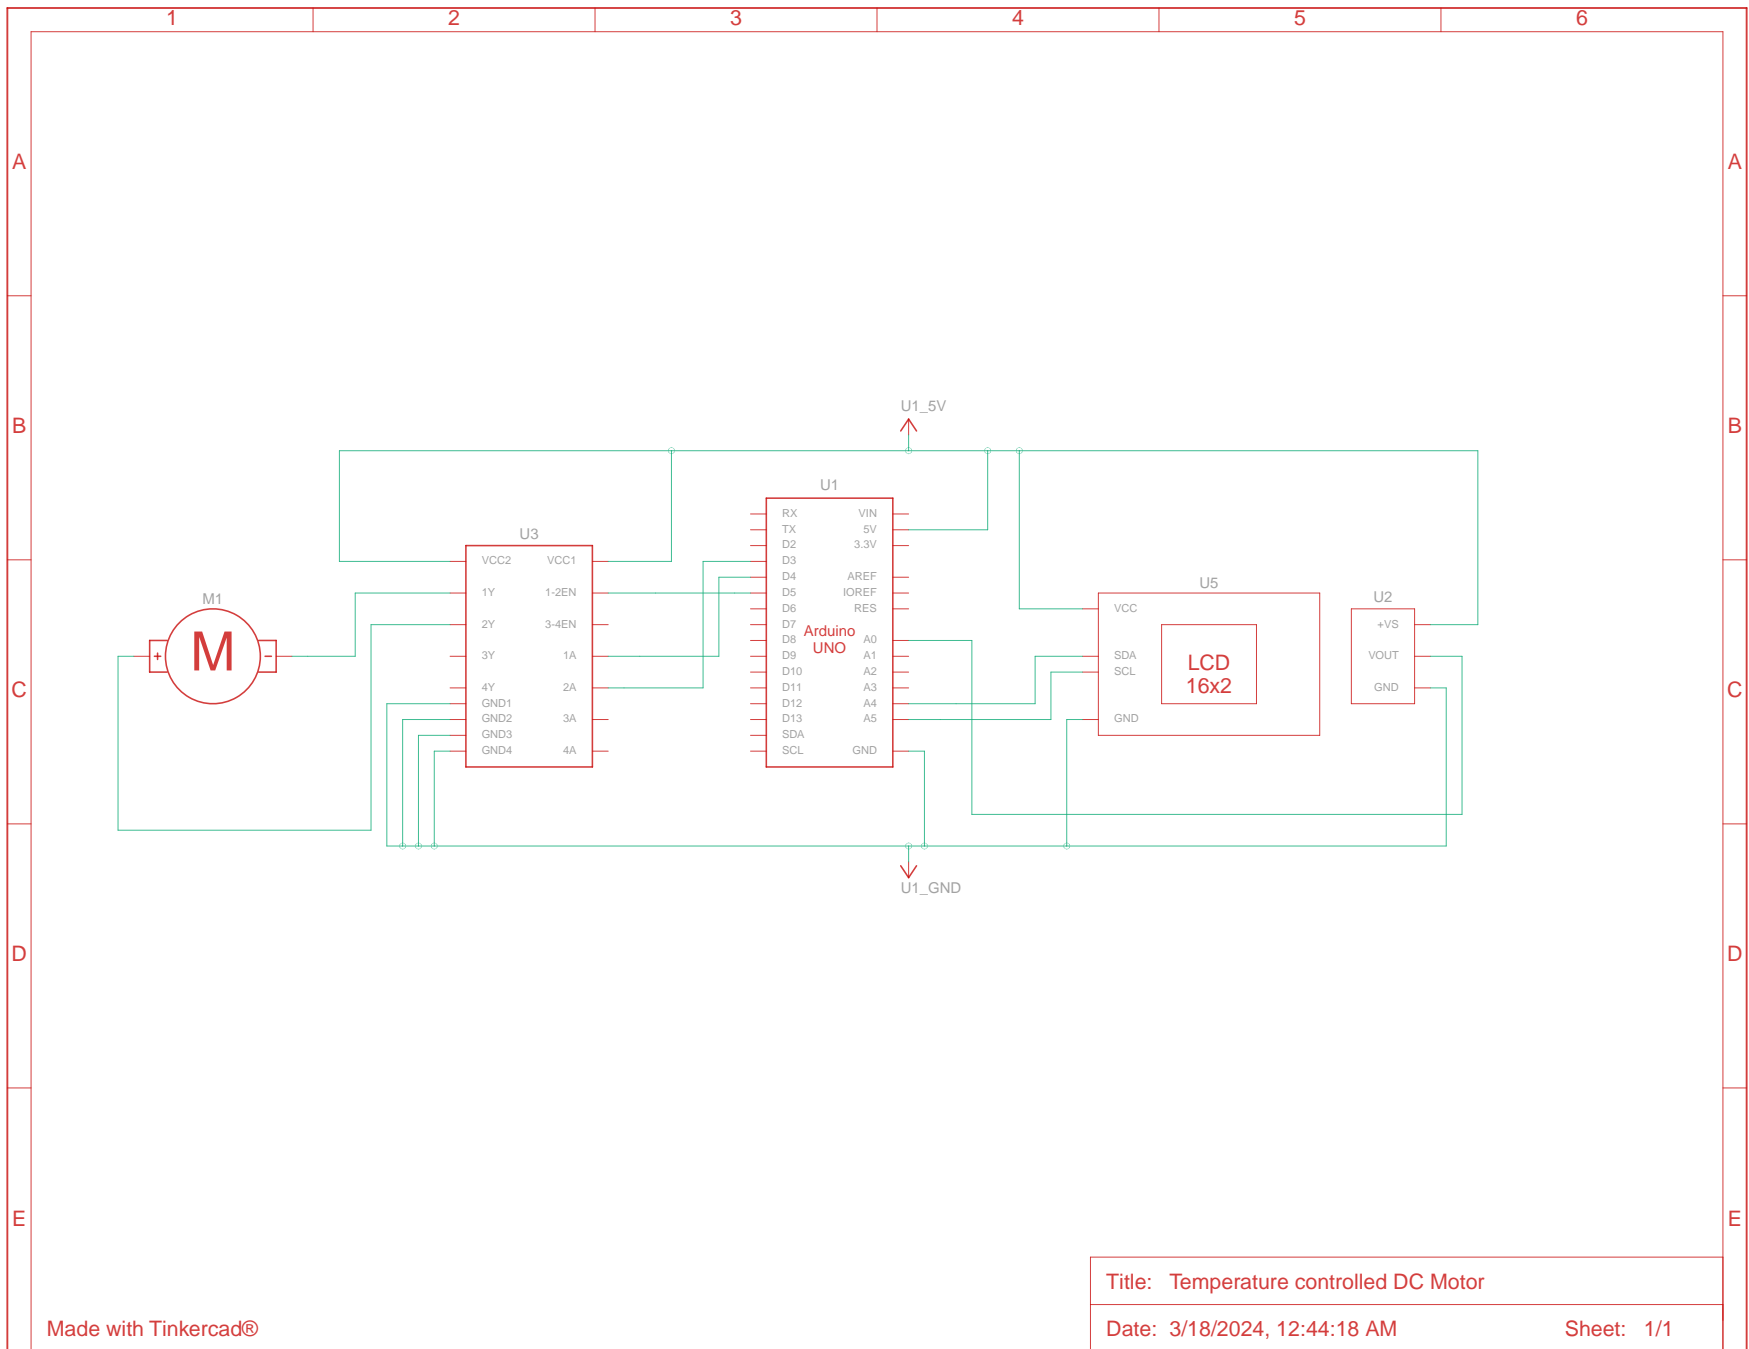 1 2 3 4 5 6
A A
B B
C C
D D
E E
U1_5V
U1
RX VIN
TX 5V
D2 3.3V
D3
D4 AREF
D5 IOREF
D6 RES
D7
D8 A0
Arduino
UNO
D9 A1
D10 A2
D11 A3
D12 A4
D13 A5
SDA
SCL GND
U3
VCC2 VCC1
1Y 1-2EN
2Y 3-4EN
3Y 1A
4Y 2A
GND1
GND2 3A
GND3
GND4 4A
M1
+ M -
U5
VCC
SDA
SCL
GND
LCD
16x2
U2
+VS
VOUT
GND
U1_GND
Title: Temperature controlled DC Motor
Date: 3/18/2024, 12:44:18 AM Sheet: 1/1
Made with Tinkercad®